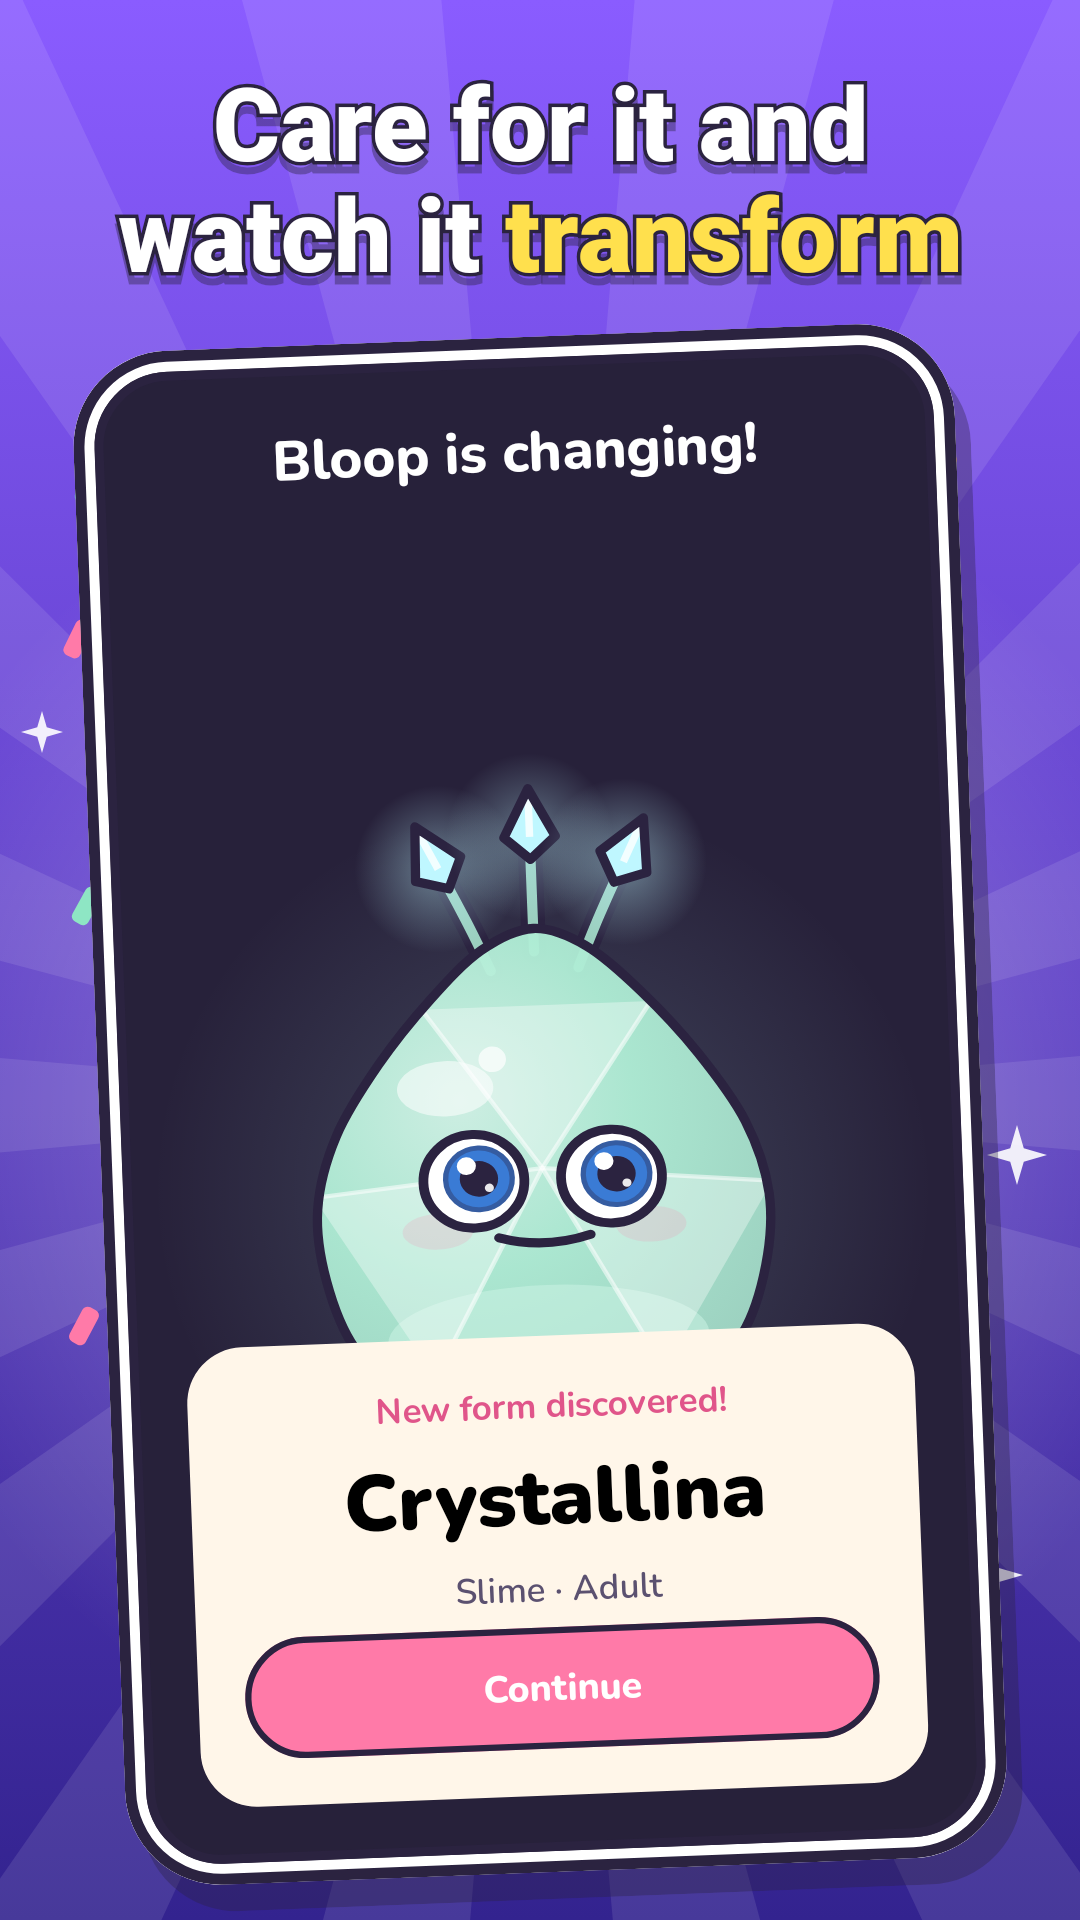 Care for it and
watch it transform
Bloop is changing!
New form discovered!
Crystallina
Slime · Adult
Continue